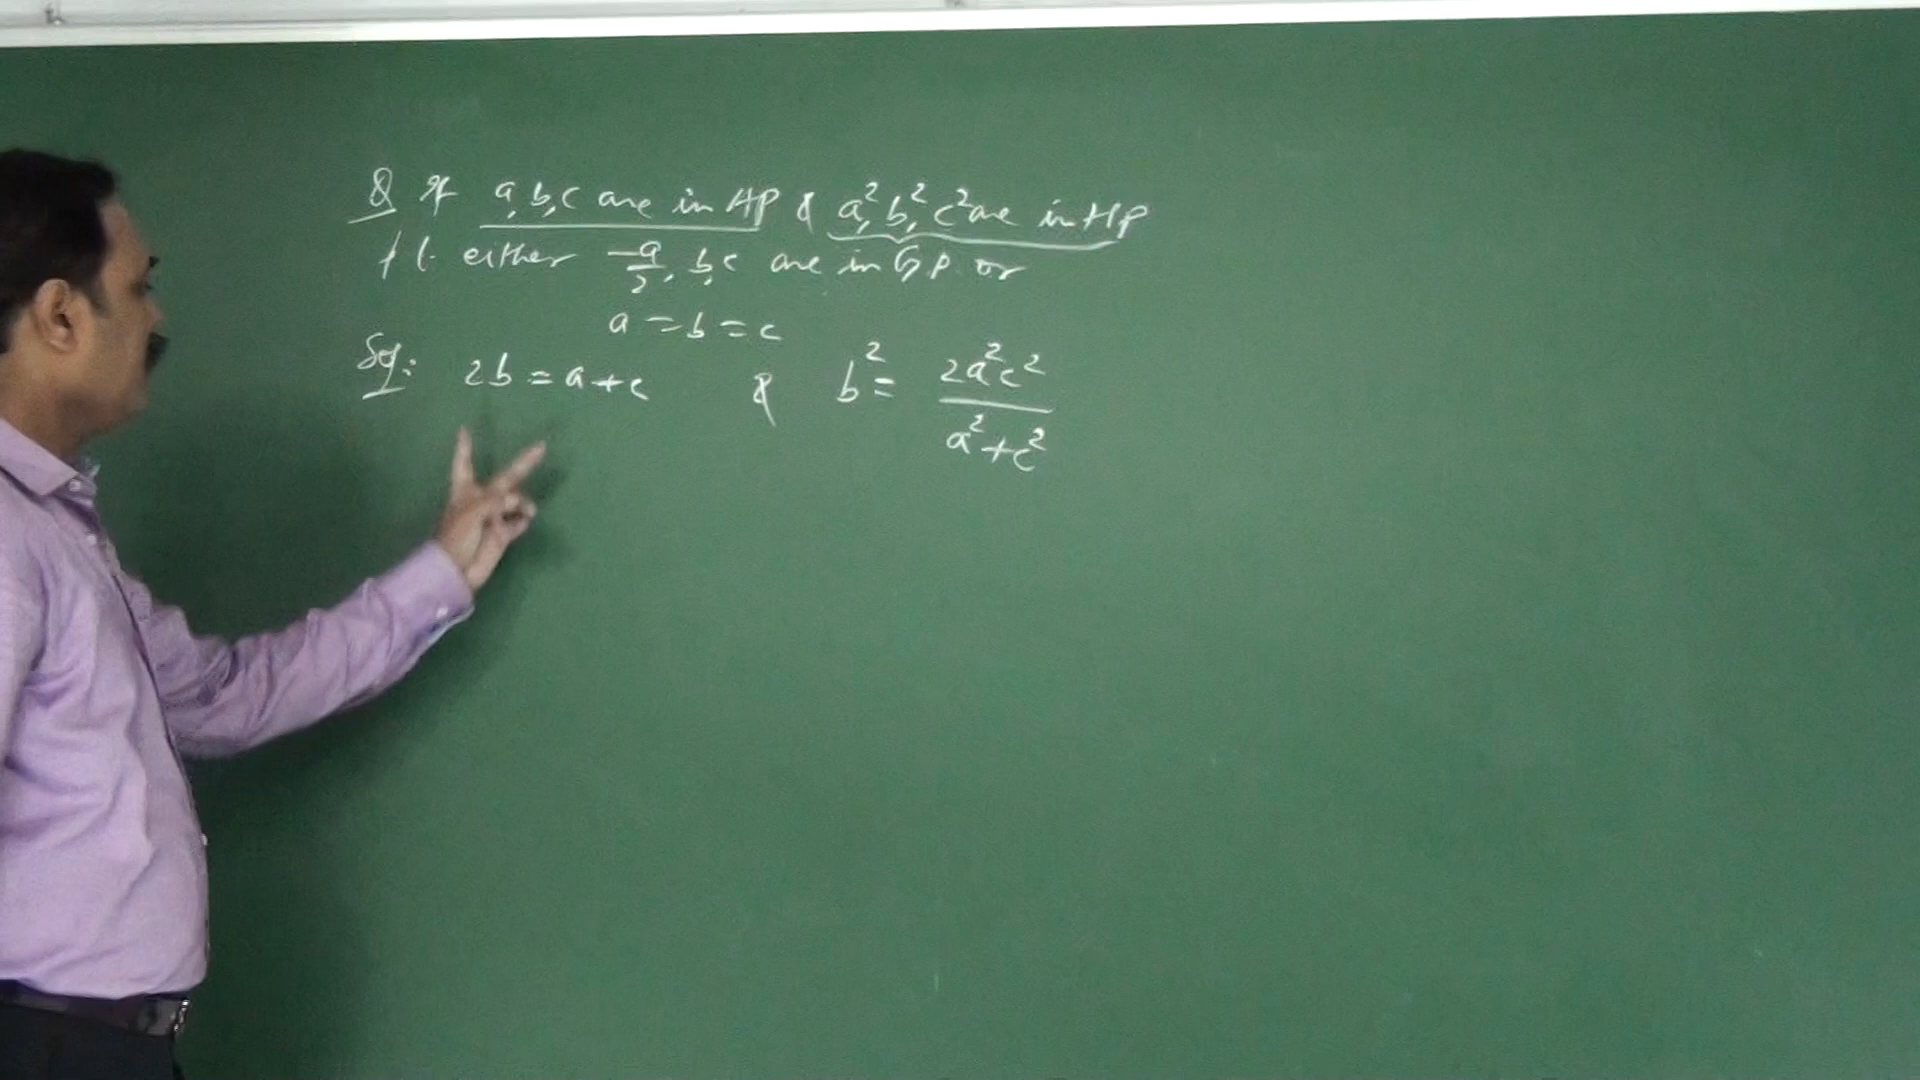 Q If a, b, c are in AP & a², b², c² are in HP
P.T. either -a/2, b, c are in G.P. or
a = b = c
Sol: 2b = a + c & b² = 2a²c² / a² + c²